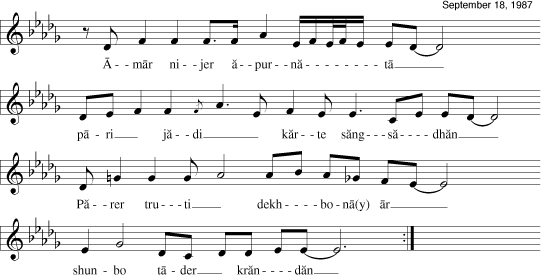 September 18, 1987
Ā--mār ni-jer ā-pur--nā--------tā
pā-ri jā-di kār-te sāng---sā--dhān
Pā-rer tru-ti dekh--bo-nā(y) ār
shun-bo tā-der krān----dān